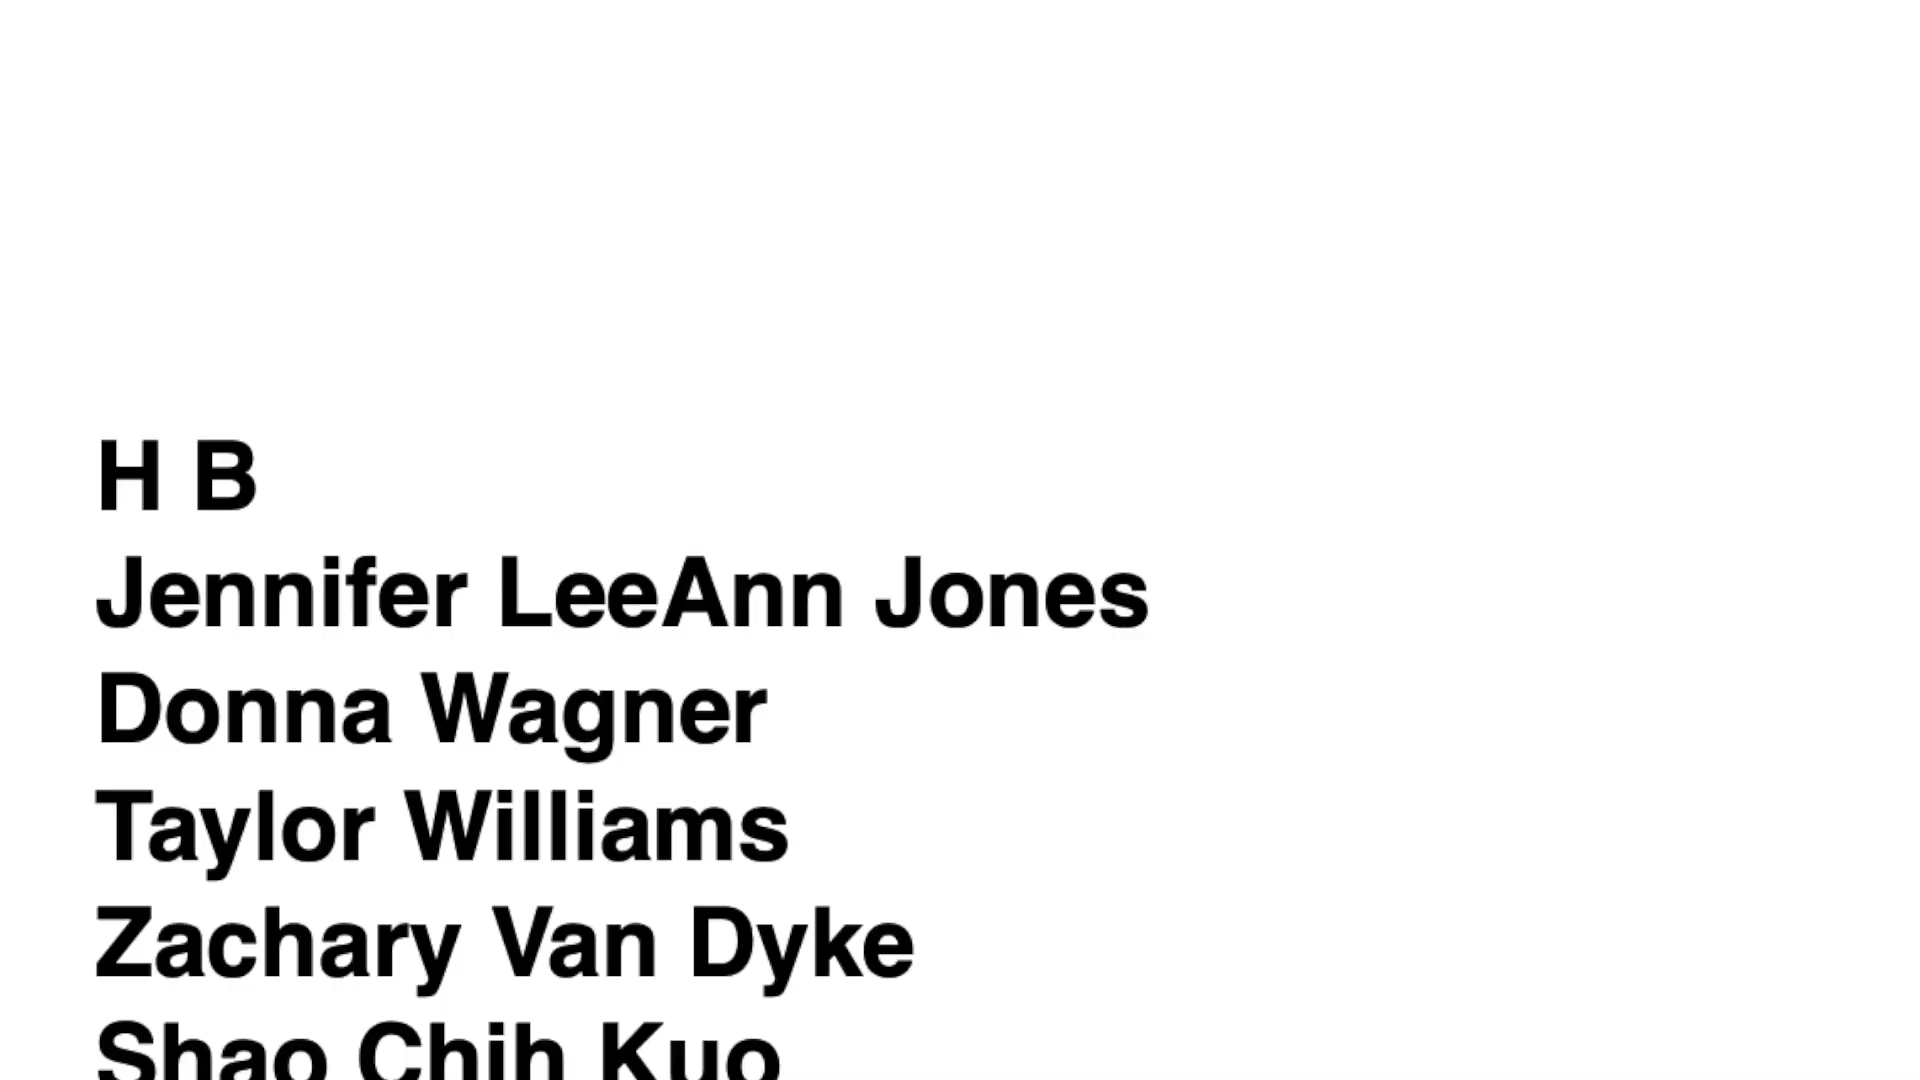 H B
Jennifer LeeAnn Jones
Donna Wagner
Taylor Williams
Zachary Van Dyke
Shao Chih Kuo